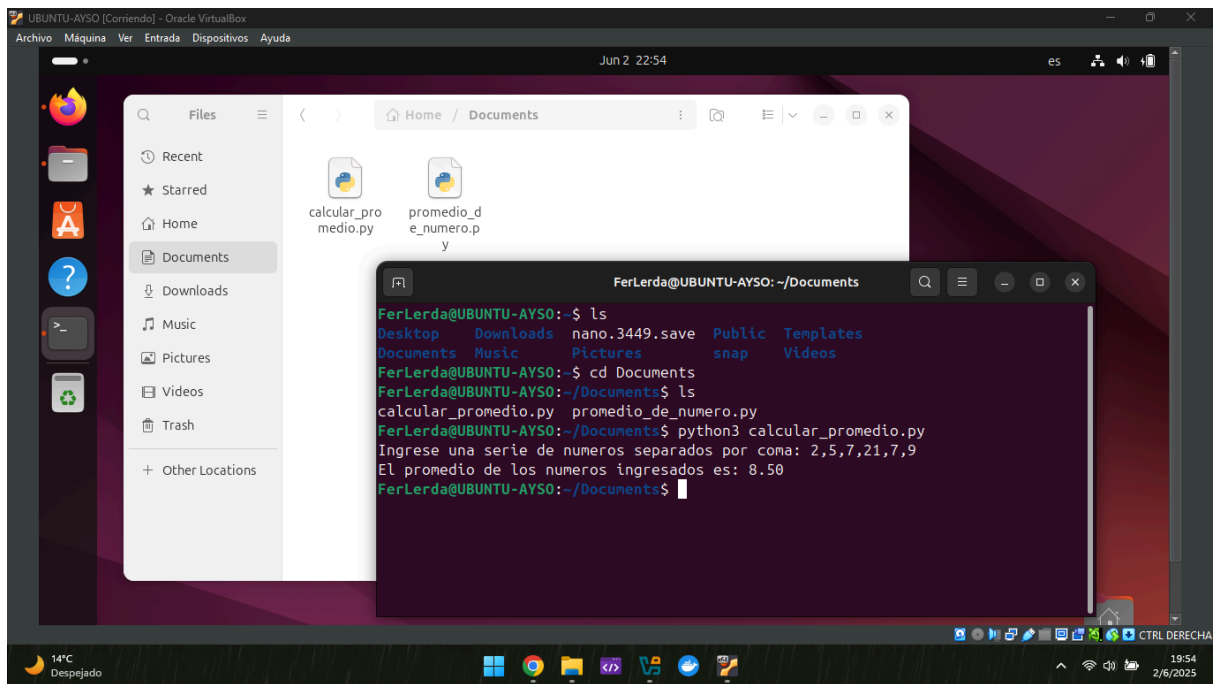 UBUNTU-AYSO [Corriendo] - Oracle VirtualBox
Archivo Máquina Ver Entrada Dispositivos Ayuda
Jun 2 22:54
es
Files
Home / Documents
Recent
Starred
Home
Documents
Downloads
Music
Pictures
Videos
Trash
+ Other Locations
calcular_pro
medio.py
promedio_d
e_numero.p
y
FerLerda@UBUNTU-AYSO: ~/Documents
FerLerda@UBUNTU-AYSO:~$ ls
Desktop Downloads nano.3449.save Public Templates
Documents Music Pictures snap Videos
FerLerda@UBUNTU-AYSO:~$ cd Documents
FerLerda@UBUNTU-AYSO:~/Documents$ ls
calcular_promedio.py promedio_de_numero.py
FerLerda@UBUNTU-AYSO:~/Documents$ python3 calcular_promedio.py
Ingrese una serie de numeros separados por coma: 2,5,7,21,7,9
El promedio de los numeros ingresados es: 8.50
FerLerda@UBUNTU-AYSO:~/Documents$
CTRL DERECHA
14°C
Despejado
19:54
2/6/2025